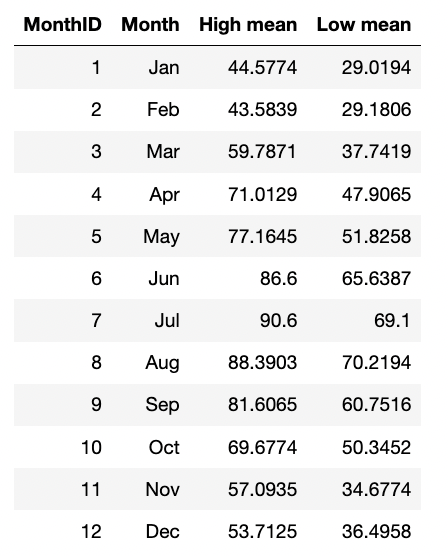 MonthID Month High mean Low mean
1 Jan 44.5774 29.0194
2 Feb 43.5839 29.1806
3 Mar 59.7871 37.7419
4 Apr 71.0129 47.9065
5 May 77.1645 51.8258
6 Jun 86.6 65.6387
7 Jul 90.6 69.1
8 Aug 88.3903 70.2194
9 Sep 81.6065 60.7516
10 Oct 69.6774 50.3452
11 Nov 57.0935 34.6774
12 Dec 53.7125 36.4958